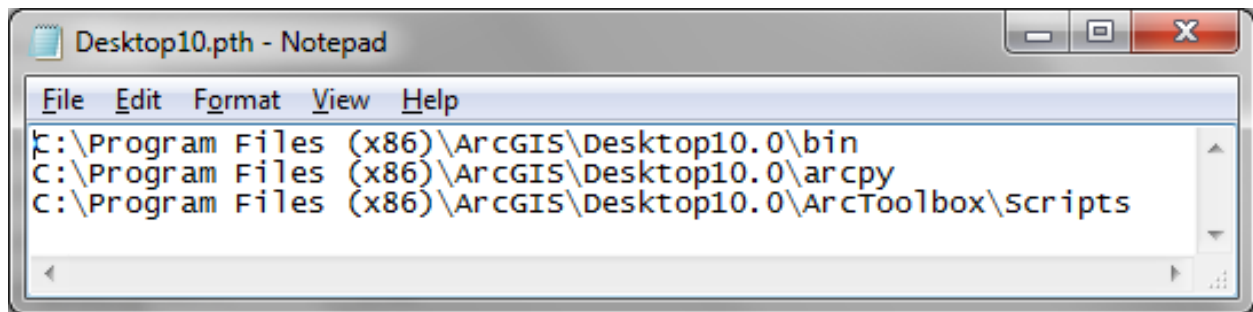 Desktop10.pth - Notepad
File Edit Format View Help
C:\Program Files (x86)\ArcGIS\Desktop10.0\bin
C:\Program Files (x86)\ArcGIS\Desktop10.0\arcpy
C:\Program Files (x86)\ArcGIS\Desktop10.0\ArcToolbox\Scripts